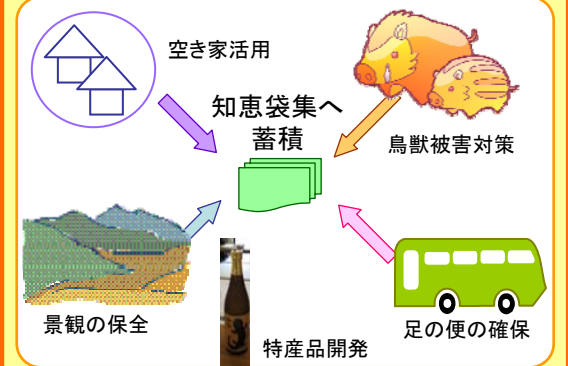 空き家活用
知恵袋集へ
蓄積
鳥獣被害対策
景観の保全
特産品開発
足の便の確保